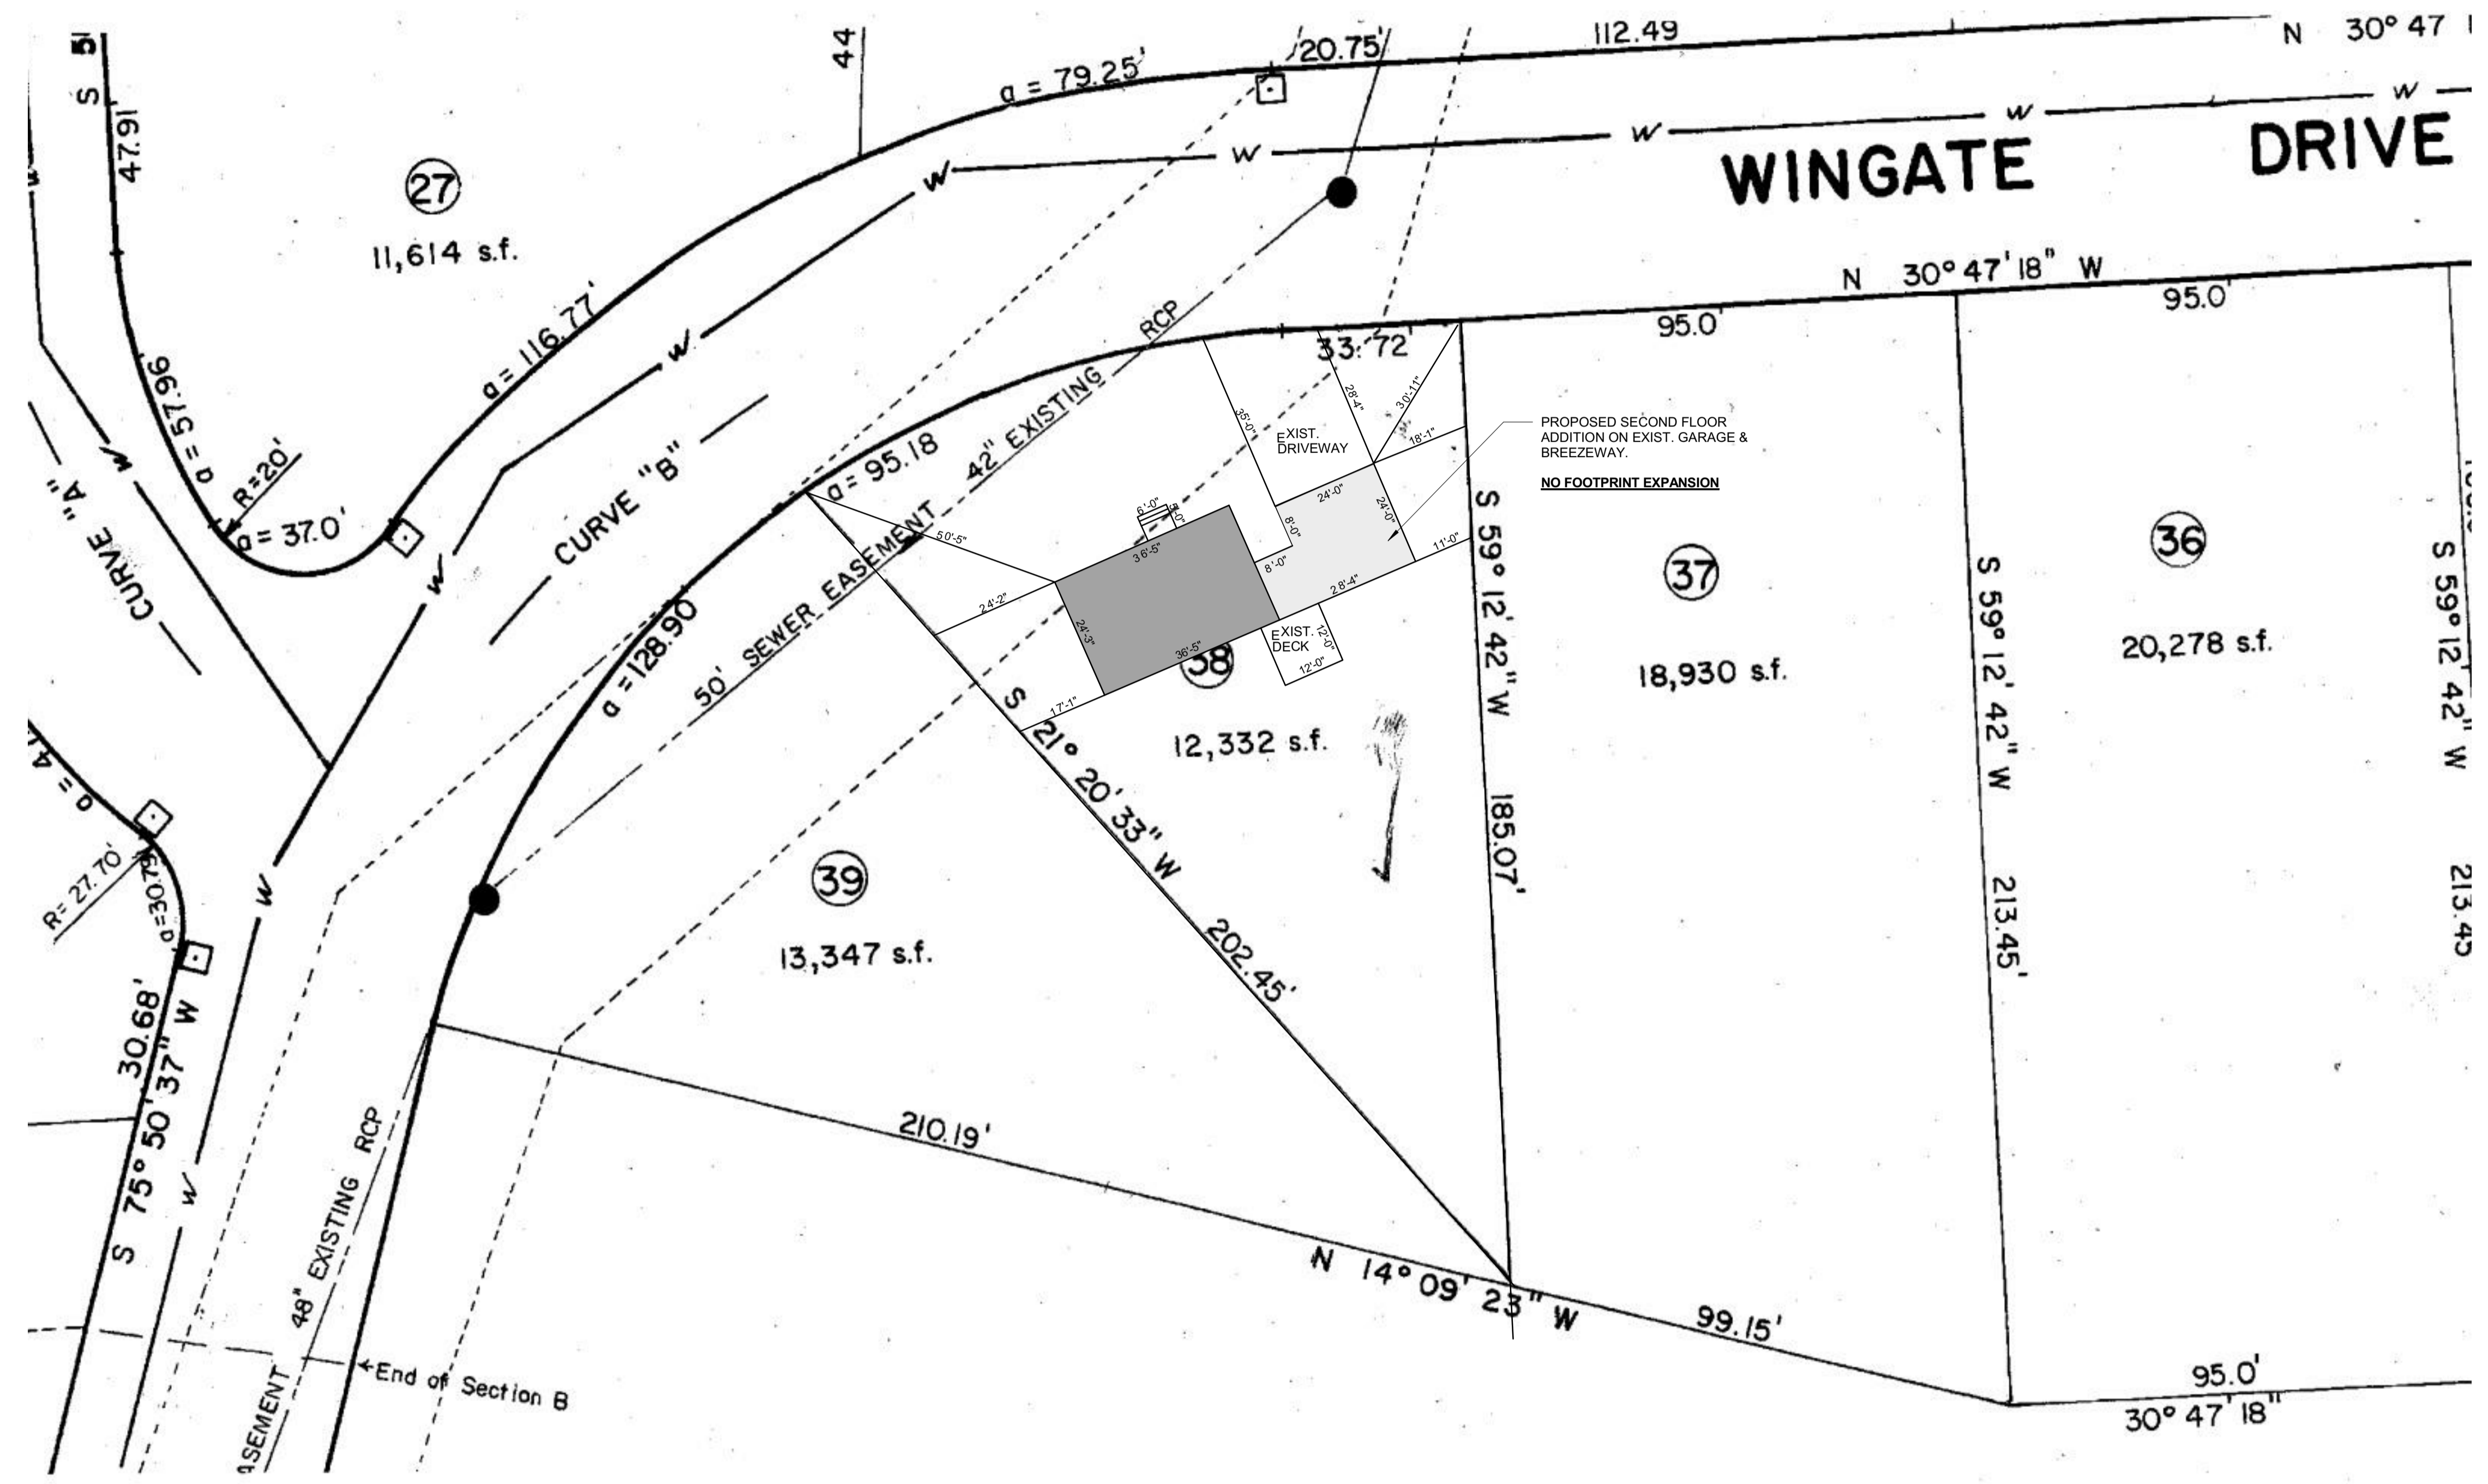 S 51
47.91
27
11,614 s.f.
44
a = 79.25'
20.75'
112.49
N 30° 47'
W W W W W
WINGATE DRIVE
N 30° 47' 18" W
95.0'
95.0'
a = 57.96
R=20'
a = 37.0'
a = 116.77'
W
W
W
W
CURVE "A"
CURVE "B"
a = 95.18
33.72'
RCP
42" EXISTING
50' SEWER EASEMENT
a = 128.90
35'-0"
28'-4"
30'-11"
18'-1"
EXIST.
DRIVEWAY
24'-0"
24'-0"
8'-0"
8'-0"
6'-0"
36'-5"
50'-5"
24'-2"
24'-3"
36'-5"
17'-1"
28'-4"
11'-0"
EXIST.
DECK
12'-0"
12'-0"
PROPOSED SECOND FLOOR
ADDITION ON EXIST. GARAGE &
BREEZEWAY.
NO FOOTPRINT EXPANSION
38
12,332 s.f.
S 59° 12' 42" W 185.07'
37
18,930 s.f.
S 59° 12' 42" W 213.45'
36
20,278 s.f.
S 59° 12' 42" W 213.45
S 21° 20' 33" W 202.45'
39
13,347 s.f.
a = 4
R= 27.70'
a=30.79
W
W
S 75° 50' 37" W
30.68'
48" EXISTING RCP
ASEMENT
210.19'
N 14° 09' 23" W
99.15'
95.0'
30° 47' 18"
End of Section B